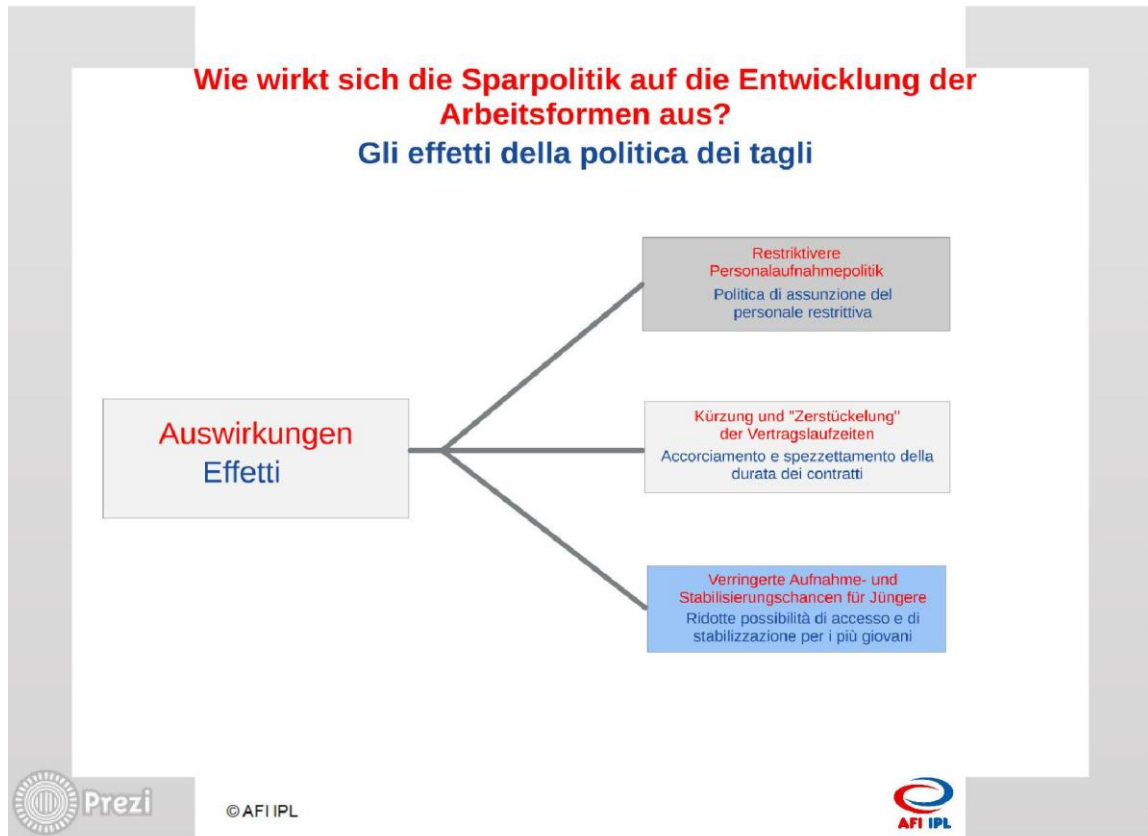 Wie wirkt sich die Sparpolitik auf die Entwicklung der
Arbeitsformen aus?
Gli effetti della politica dei tagli
Restriktivere
Personalaufnahmepolitik
Politica di assunzione del
personale restrittiva
Auswirkungen
Effetti
Kürzung und "Zerstückelung"
der Vertragslaufzeiten
Accorciamento e spezzettamento della
durata dei contratti
Verringerte Aufnahme- und
Stabilisierungschancen für Jüngere
Ridotte possibilità di accesso e di
stabilizzazione per i più giovani
Prezi
© AFI IPL
AFI IPL